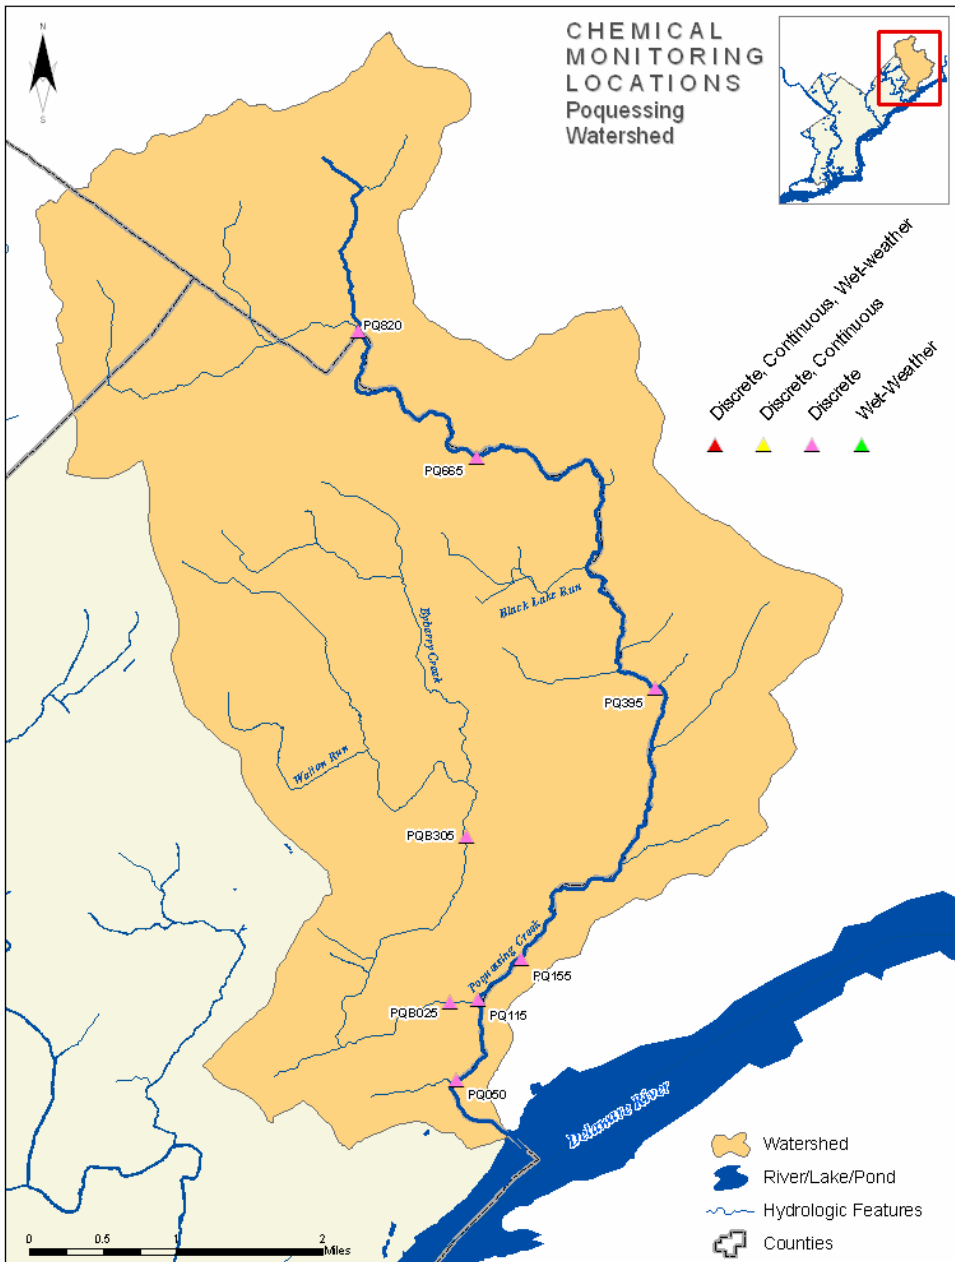 N
S
CHEMICAL
MONITORING
LOCATIONS
Poquessing
Watershed
Discrete, Continuous, Wet-weather
Discrete, Continuous
Discrete
Wet-Weather
PQ820
PQ665
Black Lake Run
Byberry Creek
PQ395
Walton Run
PQB305
Poquessing Creek
PQ155
PQB025
PQ115
PQ050
Delaware River
Watershed
River/Lake/Pond
Hydrologic Features
Counties
0 0.5 1 2
Miles